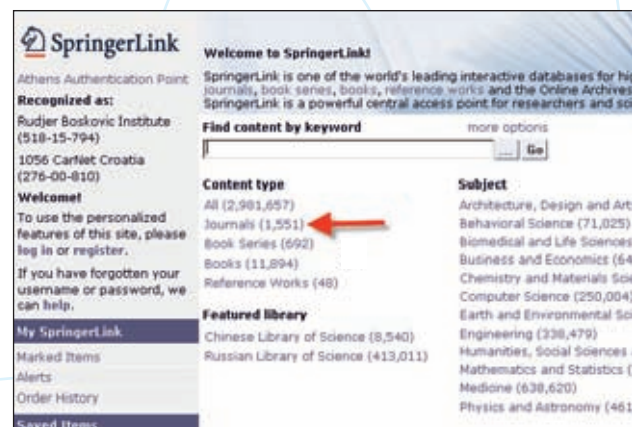 SpringerLink
Athens Authentication Point
Recognized as:
Rudjer Boskovic Institute
(518-15-794)
1056 CarNet Croatia
(276-00-810)
Welcome!
To use the personalized
features of this site, please
log in or register.
If you have forgotten your
username or password, we
can help.
My SpringerLink
Marked Items
Alerts
Order History
Saved Items
Welcome to SpringerLink!
SpringerLink is one of the world's leading interactive databases for
journals, book series, books, reference works and the Online Archives
SpringerLink is a powerful central access point for researchers and
Find content by keyword
more options
... Go
Content type
All (2,981,657)
Journals (1,551)
Book Series (692)
Books (11,894)
Reference Works (48)
Featured library
Chinese Library of Science (8,540)
Russian Library of Science (413,011)
Subject
Architecture, Design and
Behavioral Science (71,025)
Biomedical and Life Sciences
Business and Economics (64
Chemistry and Materials
Computer Science (250,004)
Earth and Environmental
Engineering (338,479)
Humanities, Social Sciences
Mathematics and Statistics (
Medicine (638,620)
Physics and Astronomy (461